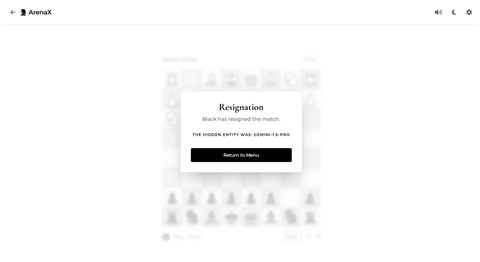 ArenaX
Resignation
Black has resigned the match.
THE HIDDEN ENTITY WAS: GEMINI-1.5-PRO
Return to Menu